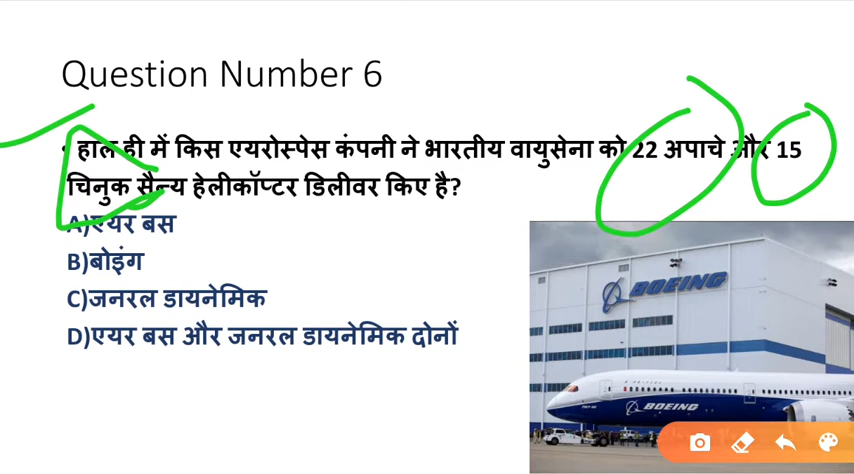 Question Number 6
• हाल ही में किस एयरोस्पेस कंपनी ने भारतीय वायुसेना को 22 अपाचे और 15
चिनुक सैन्य हेलीकॉप्टर डिलीवर किए है?
A)एयर बस
B)बोइंग
C)जनरल डायनेमिक
D)एयर बस और जनरल डायनेमिक दोनों
BOEING
BOEING